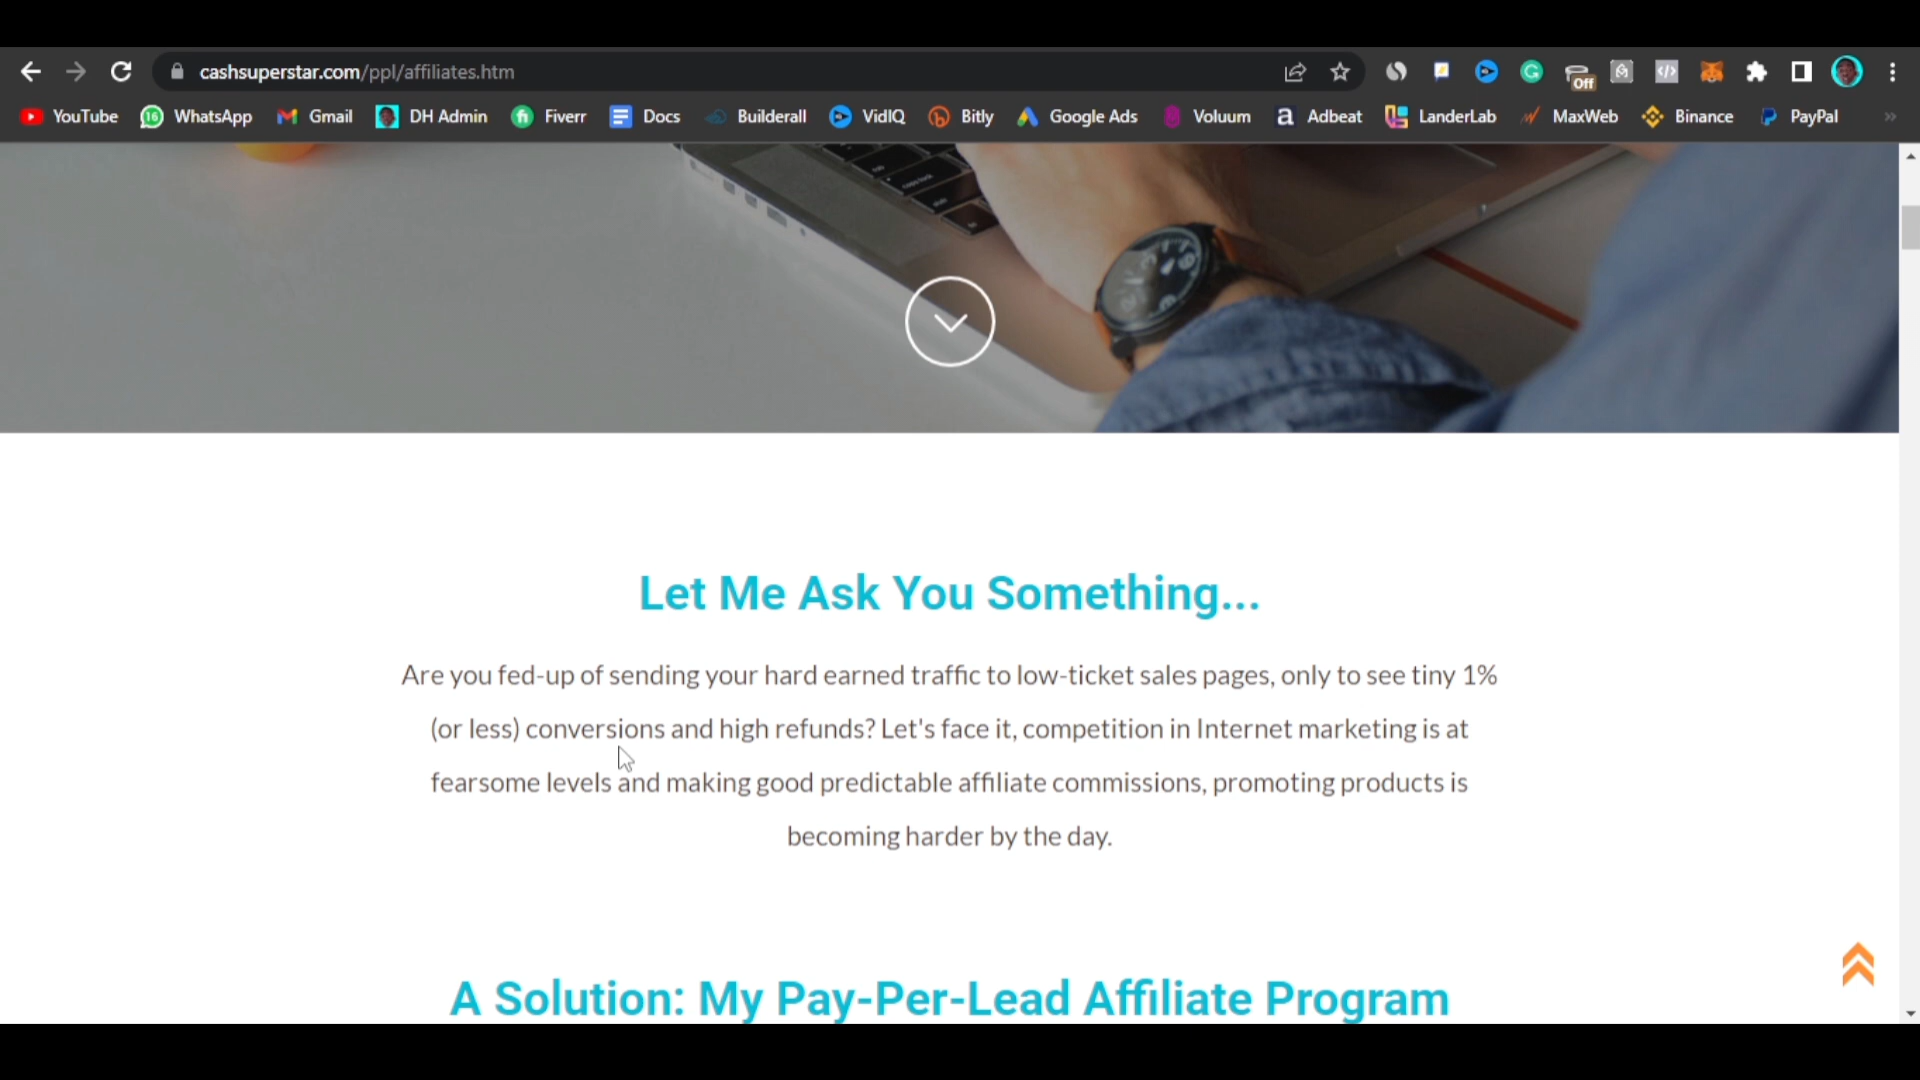 cashsuperstar.com/ppl/affiliates.htm
Off
YouTube WhatsApp Gmail DH Admin Fiverr Docs Builderall VidIQ Bitly Google Ads Voluum Adbeat LanderLab MaxWeb Binance PayPal
Let Me Ask You Something...
Are you fed-up of sending your hard earned traffic to low-ticket sales pages, only to see tiny 1%
(or less) conversions and high refunds? Let's face it, competition in Internet marketing is at
fearsome levels and making good predictable affiliate commissions, promoting products is
becoming harder by the day.
A Solution: My Pay-Per-Lead Affiliate Program